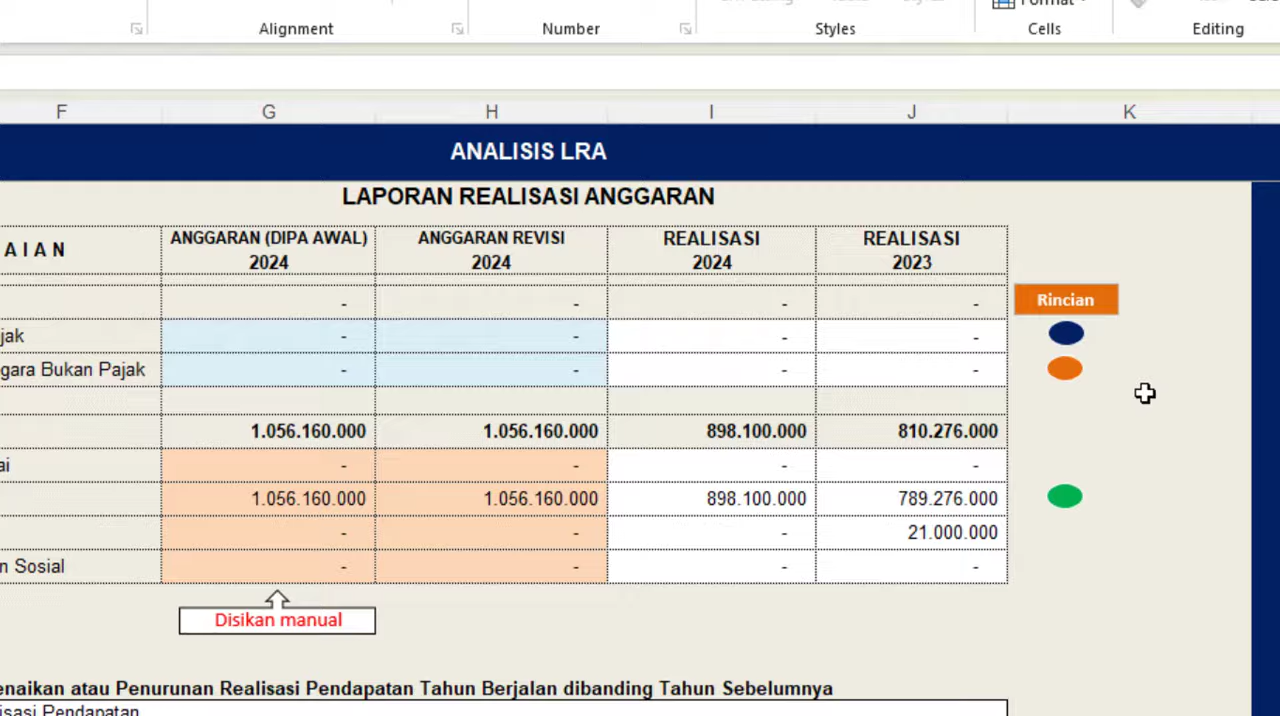 Alignment Number Styles Cells Editing
F G H I J K
ANALISIS LRA
LAPORAN REALISASI ANGGARAN
A I A N ANGGARAN (DIPA AWAL) ANGGARAN REVISI REALISASI REALISASI
2024 2024 2024 2023
- - - - Rincian
jak - - - -
gara Bukan Pajak - - - -
1.056.160.000 1.056.160.000 898.100.000 810.276.000
ai - - - -
1.056.160.000 1.056.160.000 898.100.000 789.276.000
- - - 21.000.000
n Sosial - - - -
Disikan manual
enaikan atau Penurunan Realisasi Pendapatan Tahun Berjalan dibanding Tahun Sebelumnya
lisasi Pendapatan